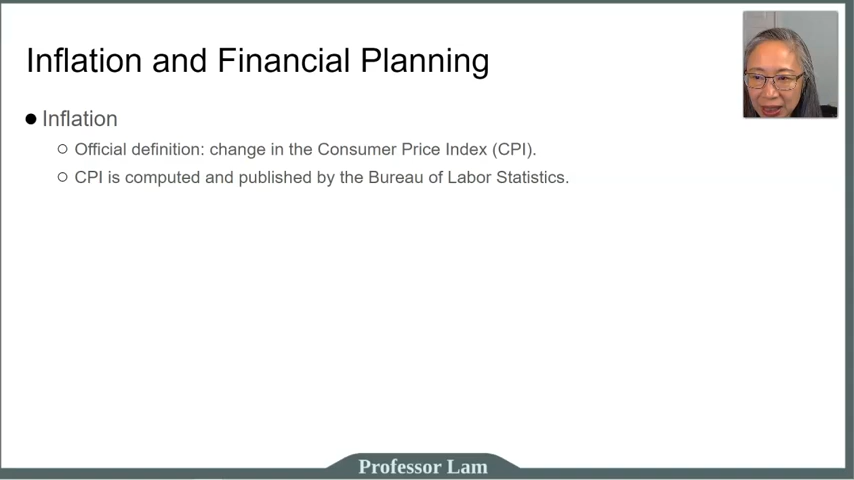 Inflation and Financial Planning
● Inflation
○ Official definition: change in the Consumer Price Index (CPI).
○ CPI is computed and published by the Bureau of Labor Statistics.
Professor Lam